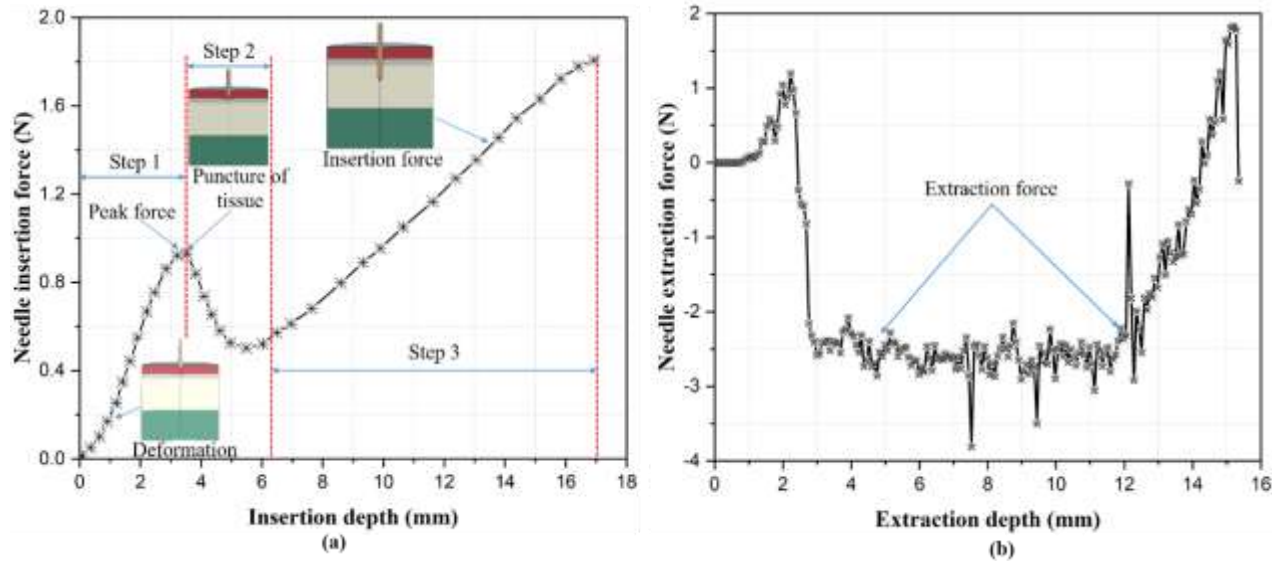 2.0
1.6
1.2
0.8
0.4
0.0
Needle insertion force (N)
Step 2
Step 1
Puncture of
tissue
Peak force
Insertion force
Step 3
Deformation
0 2 4 6 8 10 12 14 16 18
Insertion depth (mm)
(a)
2
1
0
-1
-2
-3
-4
Needle extraction force (N)
Extraction force
0 2 4 6 8 10 12 14 16
Extraction depth (mm)
(b)